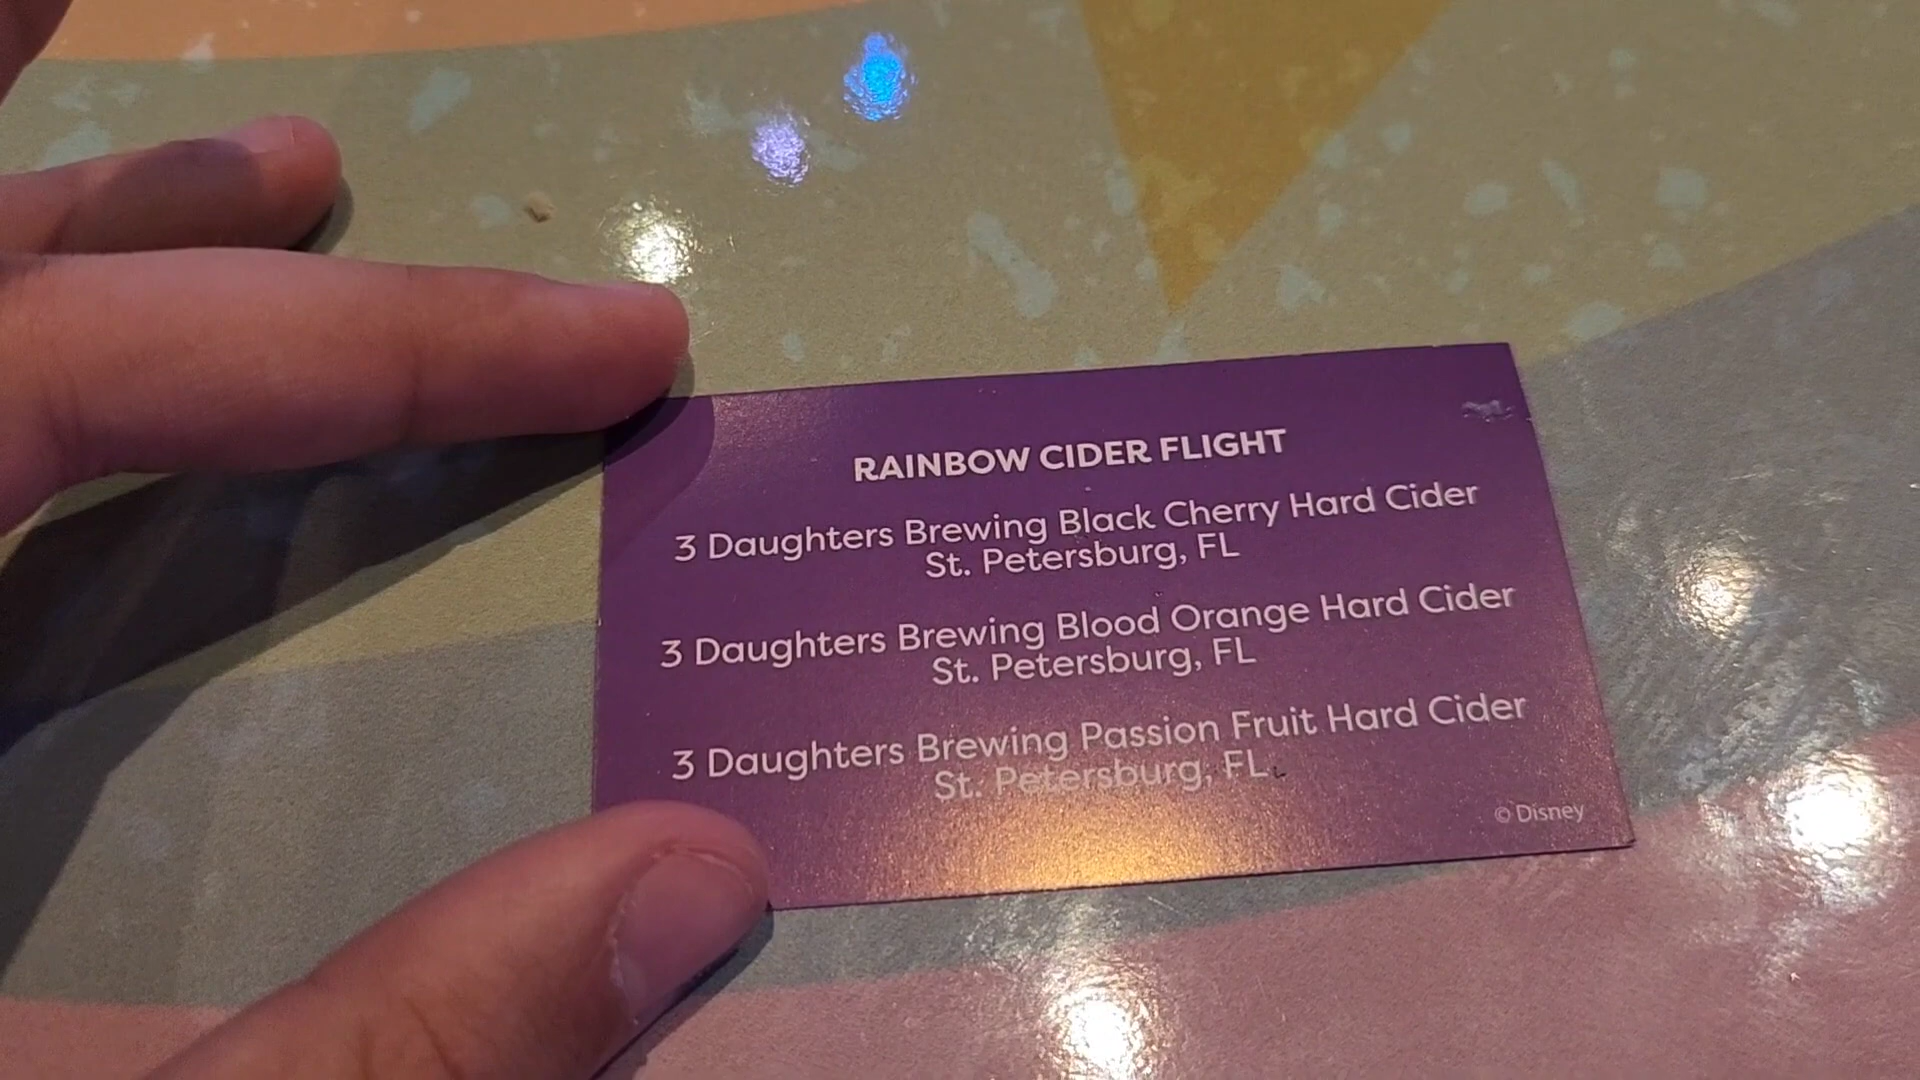 RAINBOW CIDER FLIGHT
3 Daughters Brewing Black Cherry Hard Cider
St. Petersburg, FL
3 Daughters Brewing Blood Orange Hard Cider
St. Petersburg, FL
3 Daughters Brewing Passion Fruit Hard Cider
St. Petersburg, FL
© Disney